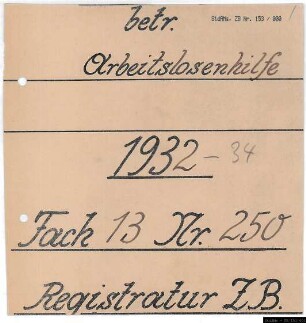 betr.
StdAMs. ZB Nr. 153 / 000
Arbeitslosenhilfe
1932 - 34
Fach 13 Nr. 250
Registratur Z.B.